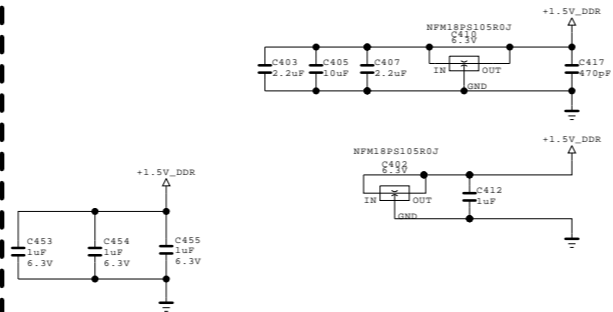 +1.5V_DDR
NFM18PS105R0J
C410
6.3V
C403
2.2uF
C405
10uF
C407
2.2uF
IN
OUT
GND
C417
470pF
+1.5V_DDR
NFM18PS105R0J
C402
6.3V
IN
OUT
GND
C412
1uF
+1.5V_DDR
C453
1uF
6.3V
C454
1uF
6.3V
C455
1uF
6.3V